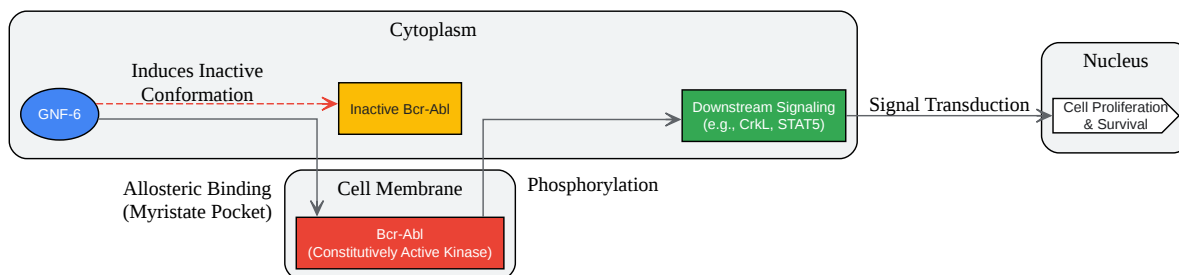 Cytoplasm
Induces Inactive
Conformation
GNF-6
Inactive Bcr-Abl
Downstream Signaling
(e.g., CrkL, STAT5)
Signal Transduction
Nucleus
Cell Proliferation
& Survival
Allosteric Binding
(Myristate Pocket)
Cell Membrane
Phosphorylation
Bcr-Abl
(Constitutively Active Kinase)